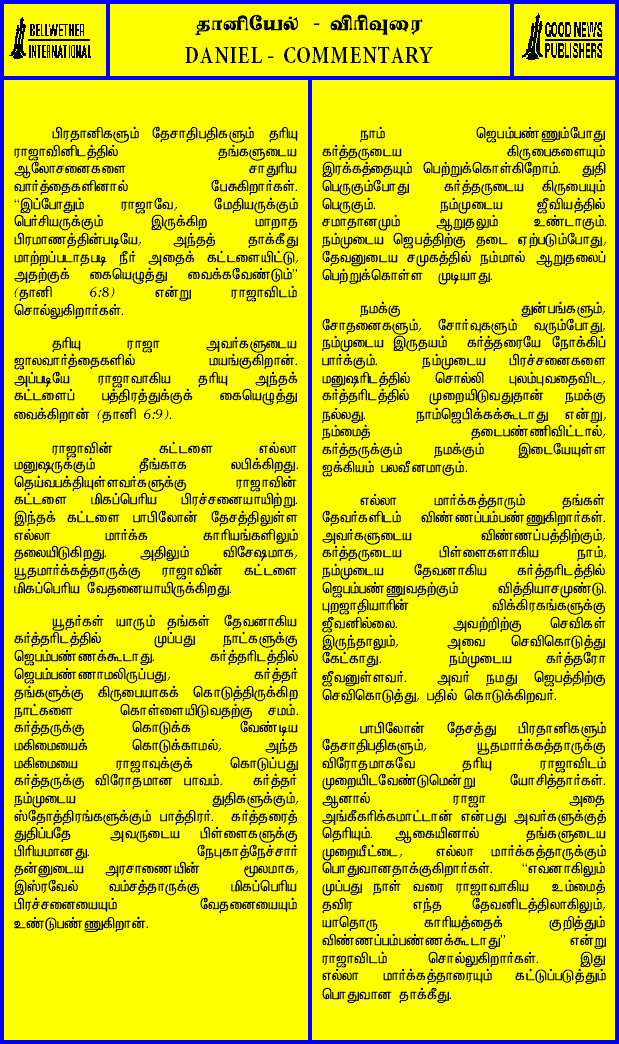 BELLWETHER
INTERNATIONAL
தானியேல் - விரிவுரை
DANIEL - COMMENTARY
GOOD NEWS
PUBLISHERS
பிரதானிகளும் தேசாதிபதிகளும் தரியு
ராஜாவினிடத்தில் தங்களுடைய
ஆலோசனைகளை சாதுரிய
வார்த்தைகளினால் பேசுகிறார்கள்.
“இப்போதும் ராஜாவே, மேதியருக்கும்
பெர்சியருக்கும் இருக்கிற மாறாத
பிரமாணத்தின்படியே, அந்தத் தாக்கீது
மாற்றப்படாதபடி நீர் அதைக் கட்டளையிட்டு,
அதற்குக் கையெழுத்து வைக்கவேண்டும்”
(தானி 6:8) என்று ராஜாவிடம்
சொல்லுகிறார்கள்.
தரியு ராஜா அவர்களுடைய
ஜாலவார்த்தைகளில் மயங்குகிறான்.
அப்படியே ராஜாவாகிய தரியு அந்தக்
கட்டளைப் பத்திரத்துக்குக் கையெழுத்து
வைக்கிறான் (தானி 6:9).
ராஜாவின் கட்டளை எல்லா
மனுஷருக்கும் தீங்காக லபிக்கிறது.
தெய்வபக்தியுள்ளவர்களுக்கு ராஜாவின்
கட்டளை மிகப்பெரிய பிரச்சனையாயிற்று.
இந்தக் கட்டளை பாபிலோன் தேசத்திலுள்ள
எல்லா மார்க்க காரியங்களிலும்
தலையிடுகிறது. அதிலும் விசேஷமாக,
யூதமார்க்கத்தாருக்கு ராஜாவின் கட்டளை
மிகப்பெரிய வேதனையாயிருக்கிறது.
யூதர்கள் யாரும் தங்கள் தேவனாகிய
கர்த்தரிடத்தில் முப்பது நாட்களுக்கு
ஜெபம்பண்ணக்கூடாது. கர்த்தரிடத்தில்
ஜெபம்பண்ணாமலிருப்பது, கர்த்தர்
தங்களுக்கு கிருபையாகக் கொடுத்திருக்கிற
நாட்களை கொள்ளையிடுவதற்கு சமம்.
கர்த்தருக்கு கொடுக்க வேண்டிய
மகிமையைக் கொடுக்காமல், அந்த
மகிமையை ராஜாவுக்குக் கொடுப்பது
கர்த்தருக்கு விரோதமான பாவம். கர்த்தர்
நம்முடைய துதிகளுக்கும்,
ஸ்தோத்திரங்களுக்கும் பாத்திரர். கர்த்தரைத்
துதிப்பதே அவருடைய பிள்ளைகளுக்கு
பிரியமானது. நேபுகாத்நேச்சார்
தன்னுடைய அரசாணையின் மூலமாக,
இஸ்ரவேல் வம்சத்தாருக்கு மிகப்பெரிய
பிரச்சனையையும் வேதனையையும்
உண்டுபண்ணுகிறான்.
நாம் ஜெபம்பண்ணும்போது
கர்த்தருடைய கிருபைகளையும்
இரக்கத்தையும் பெற்றுக்கொள்கிறோம். துதி
பெருகும்போது கர்த்தருடைய கிருபையும்
பெருகும். நம்முடைய ஜீவியத்தில்
சமாதானமும் ஆறுதலும் உண்டாகும்.
நம்முடைய ஜெபத்திற்கு தடை ஏற்படும்போது,
தேவனுடைய சமுகத்தில் நம்மால் ஆறுதலைப்
பெற்றுக்கொள்ள முடியாது.
நமக்கு துன்பங்களும்,
சோதனைகளும், சோர்வுகளும் வரும்போது,
நம்முடைய இருதயம் கர்த்தரையே நோக்கிப்
பார்க்கும். நம்முடைய பிரச்சனைகளை
மனுஷரிடத்தில் சொல்லி புலம்புவதைவிட,
கர்த்தரிடத்தில் முறையிடுவதுதான் நமக்கு
நல்லது. நாம்ஜெபிக்கக்கூடாது என்று,
நம்மைத் தடைபண்ணிவிட்டால்,
கர்த்தருக்கும் நமக்கும் இடையேயுள்ள
ஐக்கியம் பலவீனமாகும்.
எல்லா மார்க்கத்தாரும் தங்கள்
தேவர்களிடம் விண்ணப்பம்பண்ணுகிறார்கள்.
அவர்களுடைய விண்ணப்பத்திற்கும்,
கர்த்தருடைய பிள்ளைகளாகிய நாம்,
நம்முடைய தேவனாகிய கர்த்தரிடத்தில்
ஜெபம்பண்ணுவதற்கும் வித்தியாசமுண்டு.
புறஜாதியாரின் விக்கிரகங்களுக்கு
ஜீவனில்லை. அவற்றிற்கு செவிகள்
இருந்தாலும், அவை செவிகொடுத்து
கேட்காது. நம்முடைய கர்த்தரோ
ஜீவனுள்ளவர். அவர் நமது ஜெபத்திற்கு
செவிகொடுத்து, பதில் கொடுக்கிறவர்.
பாபிலோன் தேசத்து பிரதானிகளும்
தேசாதிபதிகளும், யூதமார்க்கத்தாருக்கு
விரோதமாகவே தரியு ராஜாவிடம்
முறையிடவேண்டுமென்று யோசித்தார்கள்.
ஆனால் ராஜா அதை
அங்கீகரிக்கமாட்டான் என்பது அவர்களுக்குத்
தெரியும். ஆகையினால் தங்களுடைய
முறையீட்டை, எல்லா மார்க்கத்தாருக்கும்
பொதுவானதாக்குகிறார்கள். “எவனாகிலும்
முப்பது நாள் வரை ராஜாவாகிய உம்மைத்
தவிர எந்த தேவனிடத்திலாகிலும்,
யாதொரு காரியத்தைக் குறித்தும்
விண்ணப்பம்பண்ணக்கூடாது” என்று
ராஜாவிடம் சொல்லுகிறார்கள். இது
எல்லா மார்க்கத்தாரையும் கட்டுப்படுத்தும்
பொதுவான தாக்கீது.